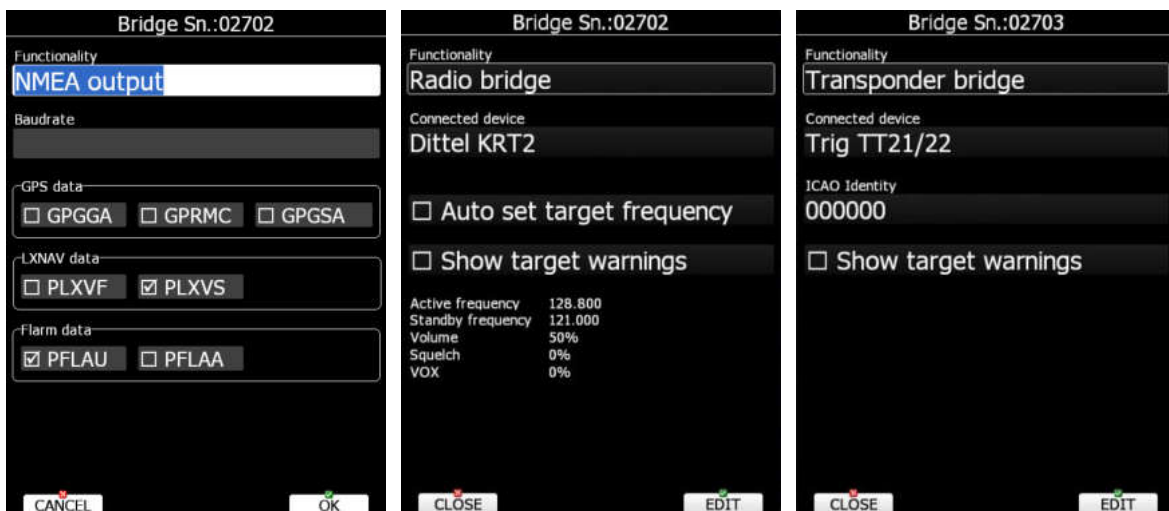 Bridge Sn.:02702
Functionality
NMEA output
Baudrate
GPS data
GPGGA GPRMC GPGSA
LXNAV data
PLXVF PLXVS
Flarm data
PFLAU PFLAA
CANCEL OK
Bridge Sn.:02702
Functionality
Radio bridge
Connected device
Dittel KRT2
Auto set target frequency
Show target warnings
Active frequency 128.800
Standby frequency 121.000
Volume 50%
Squelch 0%
VOX 0%
CLOSE EDIT
Bridge Sn.:02703
Functionality
Transponder bridge
Connected device
Trig TT21/22
ICAO Identity
000000
Show target warnings
CLOSE EDIT